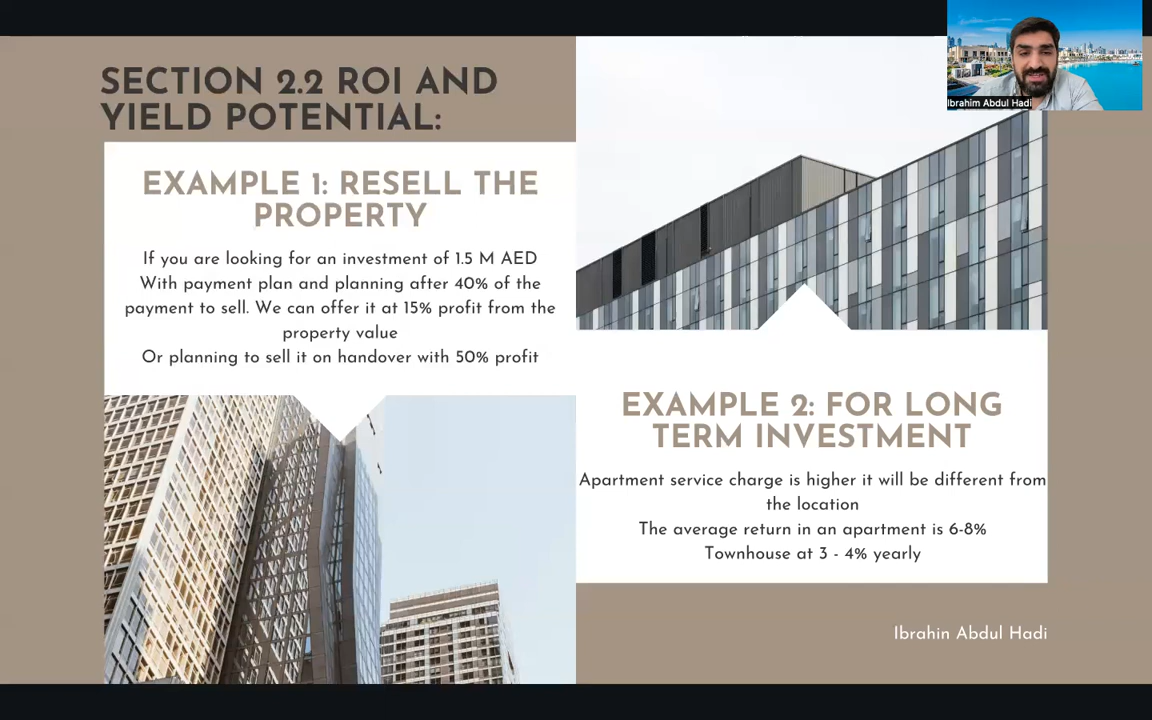 SECTION 2.2 ROI AND
YIELD POTENTIAL:
EXAMPLE 1: RESELL THE
PROPERTY
If you are looking for an investment of 1.5 M AED
With payment plan and planning after 40% of the
payment to sell. We can offer it at 15% profit from the
property value
Or planning to sell it on handover with 50% profit
Ibrahim Abdul Hadi
EXAMPLE 2: FOR LONG
TERM INVESTMENT
Apartment service charge is higher it will be different from
the location
The average return in an apartment is 6-8%
Townhouse at 3 - 4% yearly
Ibrahin Abdul Hadi